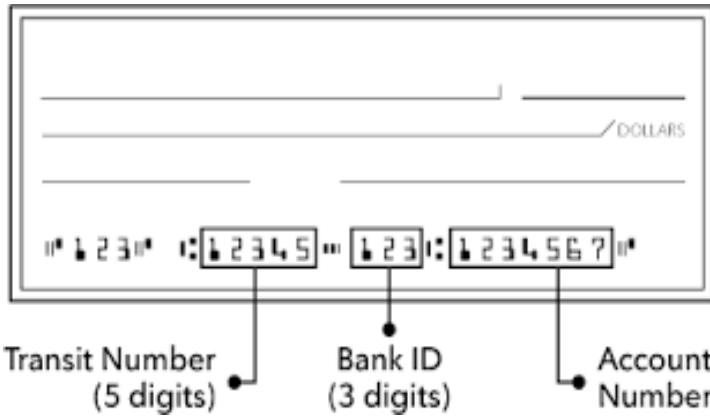 DOLLARS
⑈123⑈ ⑆12345⑉123⑆1234567⑈
Transit Number
(5 digits)
Bank ID
(3 digits)
Account
Number